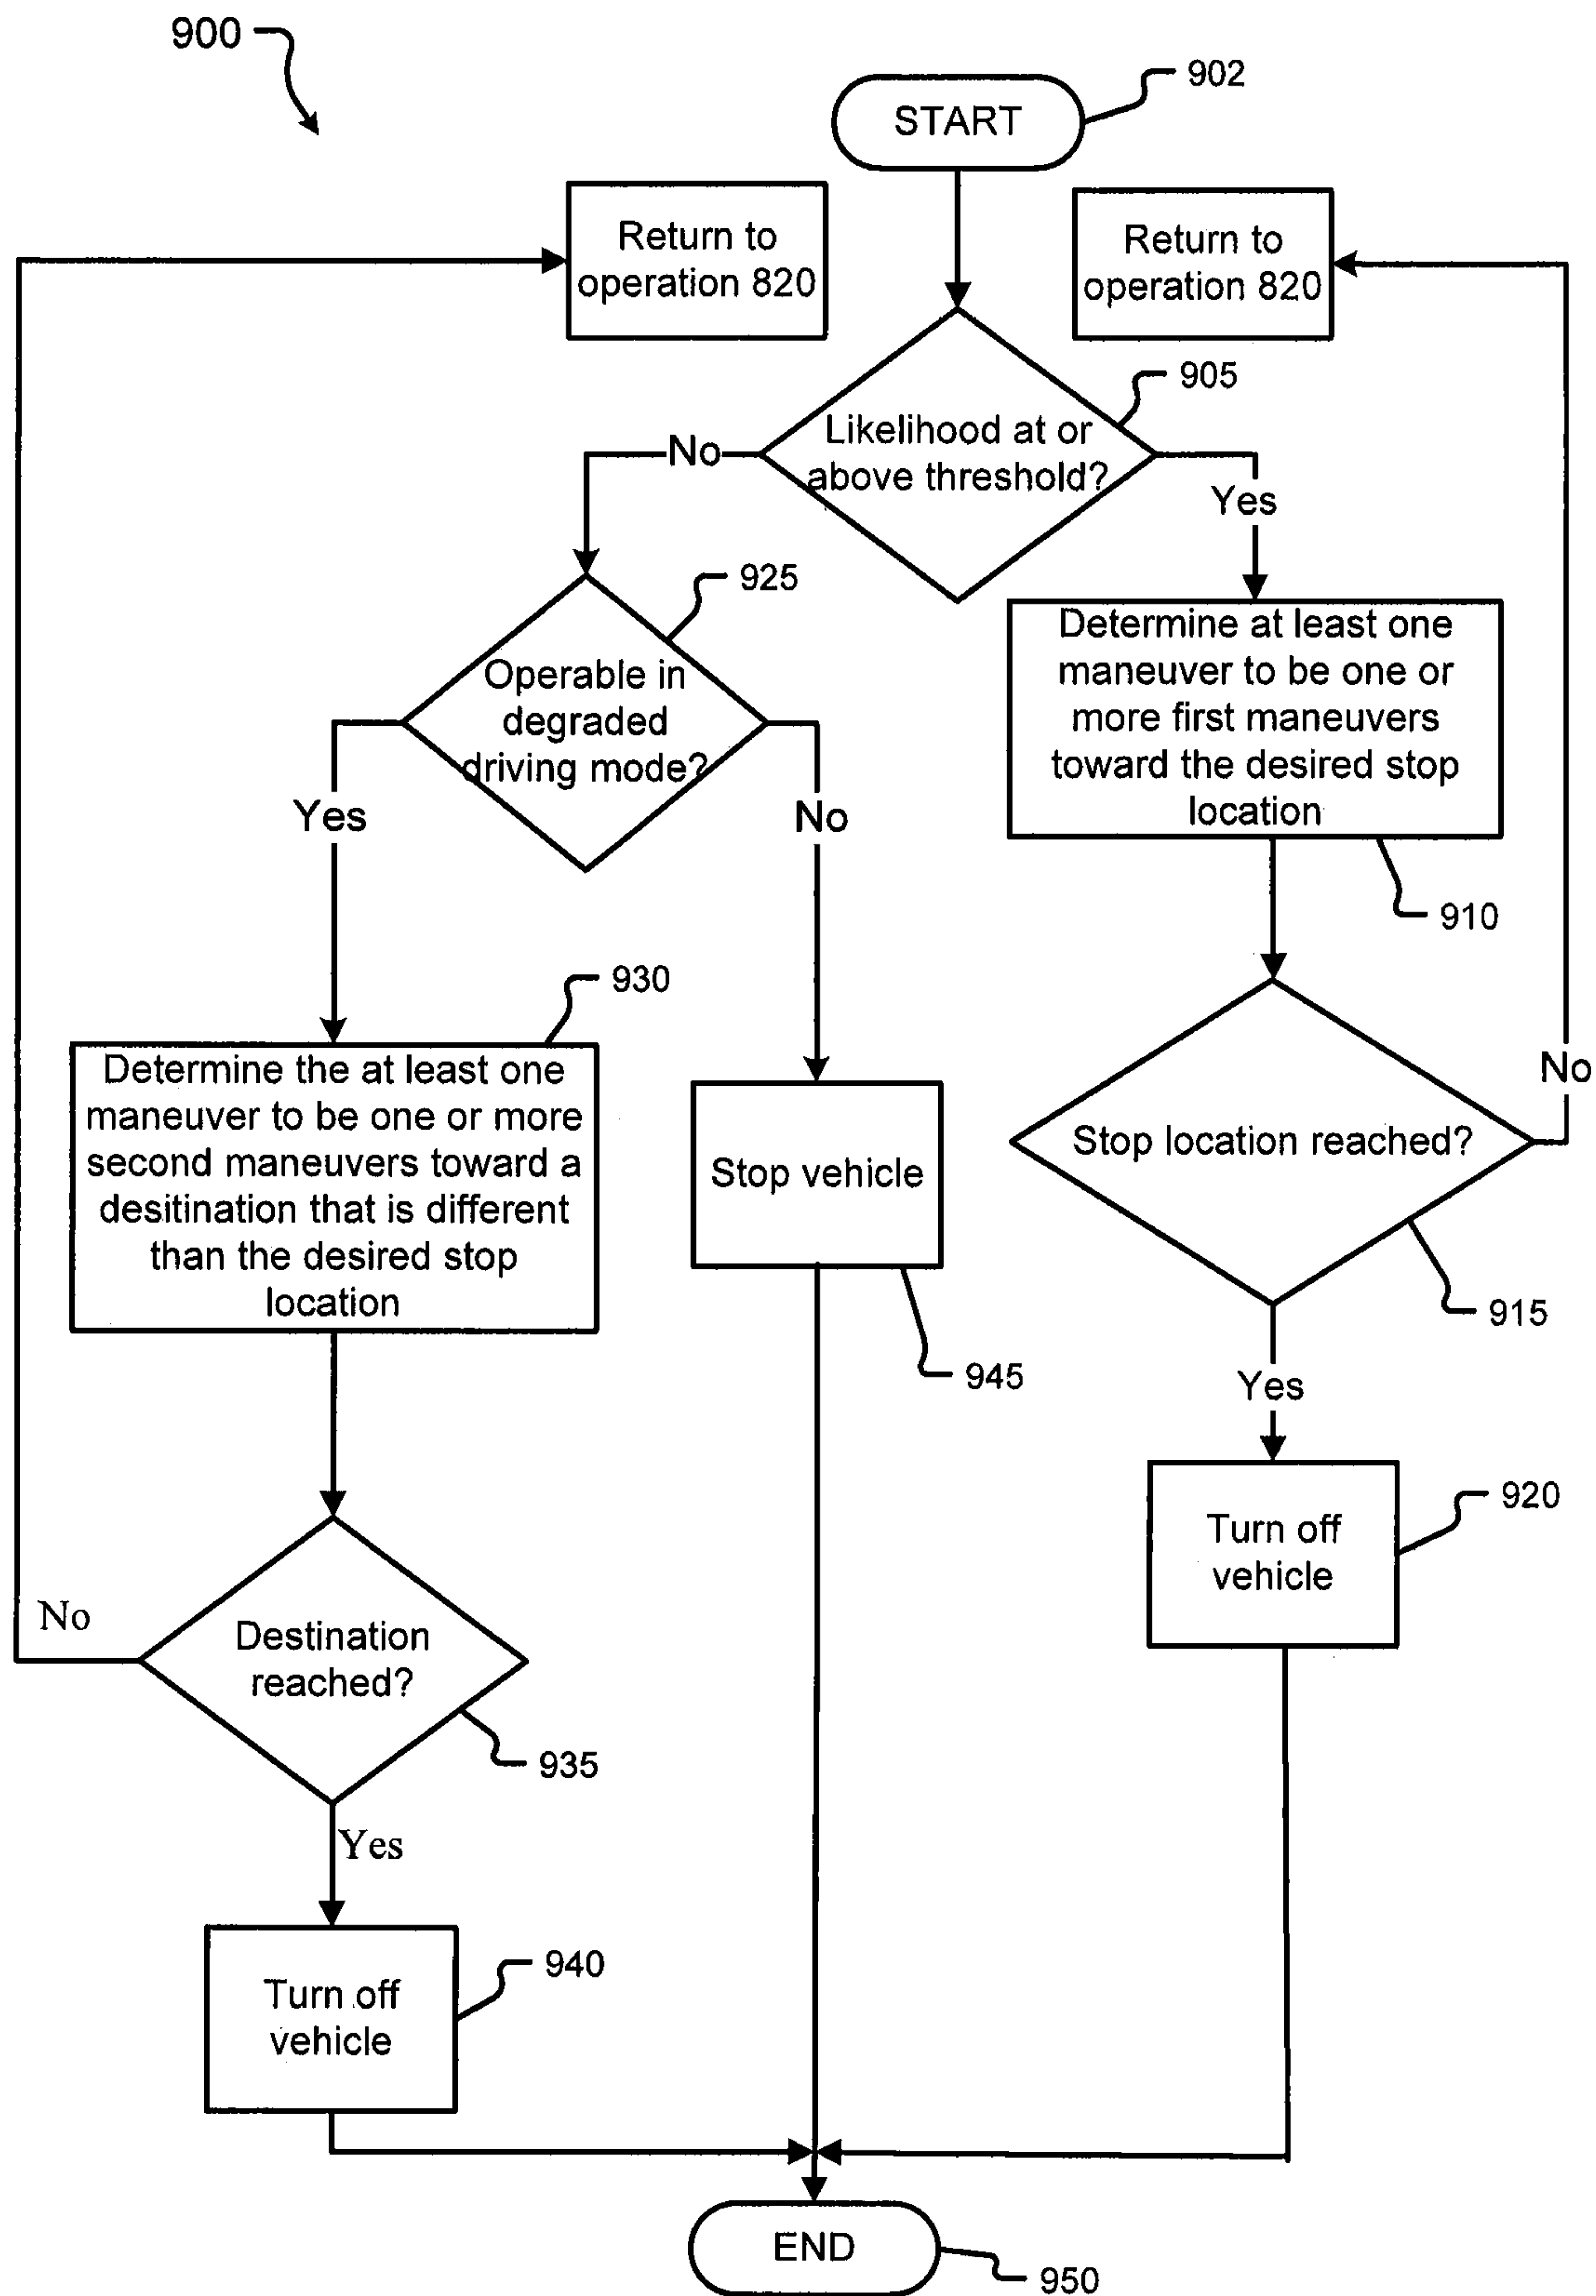 900
902
START
Return to
operation 820
Return to
operation 820
905
Likelihood at or
above threshold?
No
Yes
925
Operable in
degraded
driving mode?
Determine at least one
maneuver to be one or
more first maneuvers
toward the desired stop
location
910
Yes
No
930
Determine the at least one
maneuver to be one or more
second maneuvers toward a
desitination that is different
than the desired stop
location
Stop vehicle
945
Stop location reached?
No
915
Yes
Turn off
vehicle
920
Destination
reached?
No
935
Yes
Turn off
vehicle
940
END
950